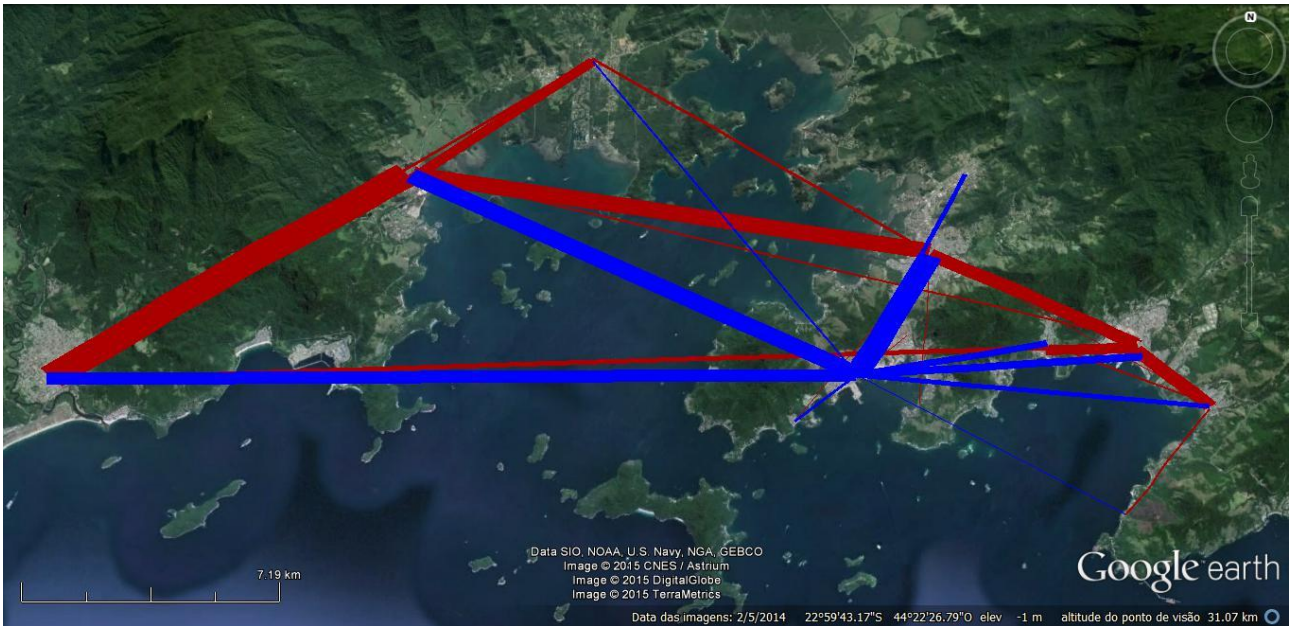 N
7.19 km
Data SIO, NOAA, U.S. Navy, NGA, GEBCO
Image © 2015 CNES / Astrium
Image © 2015 DigitalGlobe
Image © 2015 TerraMetrics
Google earth
Data das imagens: 2/5/2014 22°59'43.17"S 44°22'26.79"O elev -1 m altitude do ponto de visão 31.07 km